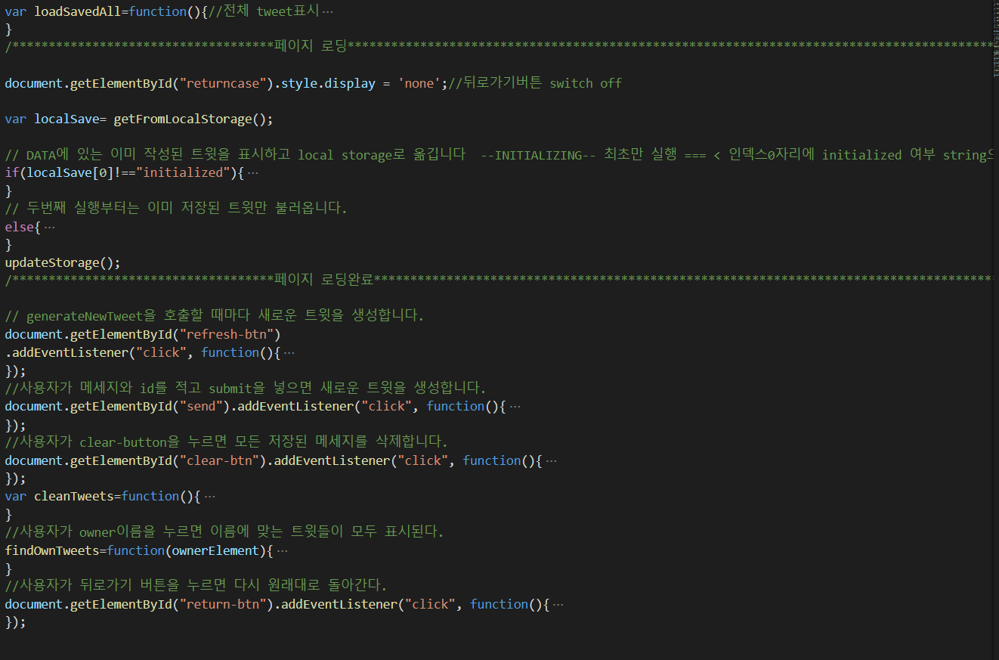 var loadSavedAll=function(){//전체 tweet표시…
}
/************************************페이지 로딩*****************************************************************************************
document.getElementById("returncase").style.display = 'none';//뒤로가기버튼 switch off
var localSave= getFromLocalStorage();
// DATA에 있는 이미 작성된 트윗을 표시하고 local storage로 옮깁니다  --INITIALIZING-- 최초만 실행 === < 인덱스0자리에 initialized 여부 string으
if(localSave[0]!=="initialized"){…
}
// 두번째 실행부터는 이미 저장된 트윗만 불러옵니다.
else{…
}
updateStorage();
/************************************페이지 로딩완료*************************************************************************************
// generateNewTweet을 호출할 때마다 새로운 트윗을 생성합니다.
document.getElementById("refresh-btn")
.addEventListener("click", function(){…
});
//사용자가 메세지와 id를 적고 submit을 넣으면 새로운 트윗을 생성합니다.
document.getElementById("send").addEventListener("click", function(){…
});
//사용자가 clear-button을 누르면 모든 저장된 메세지를 삭제합니다.
document.getElementById("clear-btn").addEventListener("click", function(){…
});
var cleanTweets=function(){…
}
//사용자가 owner이름을 누르면 이름에 맞는 트윗들이 모두 표시된다.
findOwnTweets=function(ownerElement){…
}
//사용자가 뒤로가기 버튼을 누르면 다시 원래대로 돌아간다.
document.getElementById("return-btn").addEventListener("click", function(){…
});